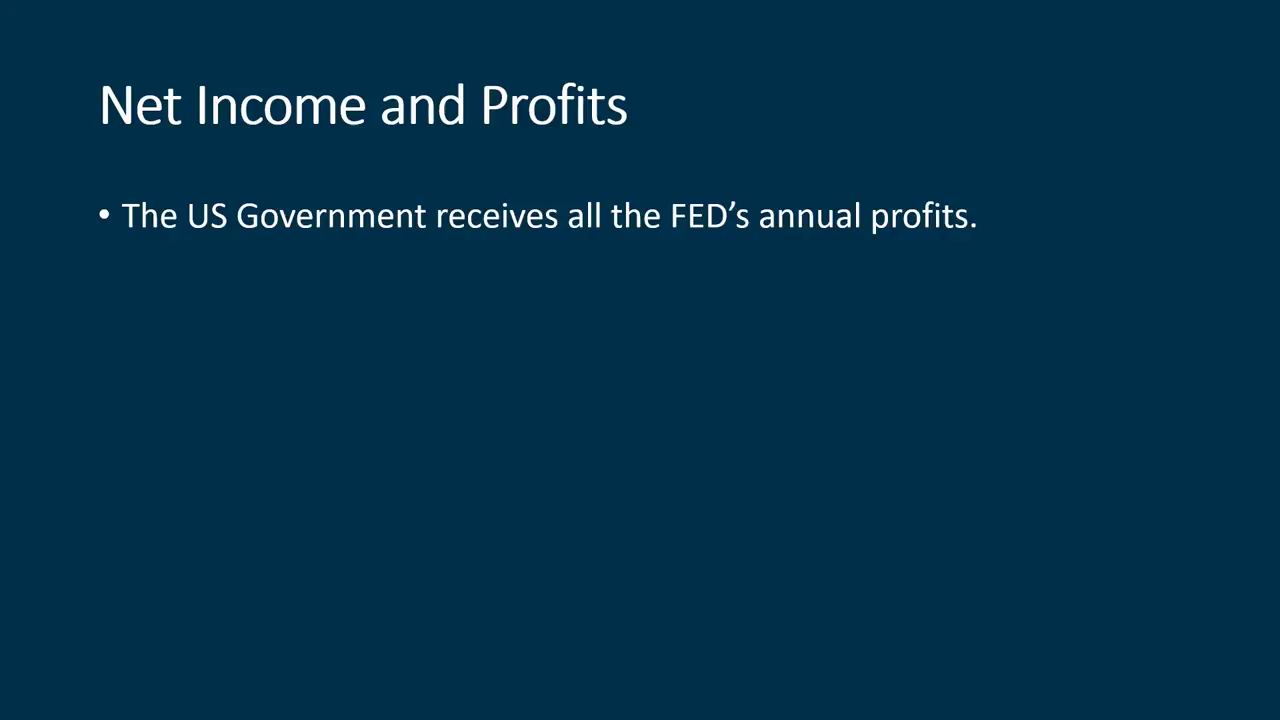 Net Income and Profits
• The US Government receives all the FED’s annual profits.